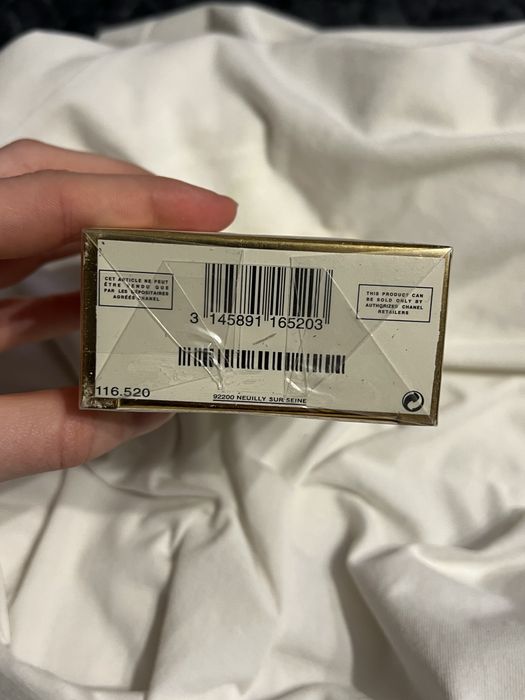 CET ARTICLE NE PEUT
ÊTRE VENDU QUE
PAR LES DÉPOSITAIRES
AGRÉÉS CHANEL
THIS PRODUCT CAN
BE SOLD ONLY BY
AUTHORIZED CHANEL
RETAILERS
3 145891 165203
116.520
92200 NEUILLY SUR SEINE